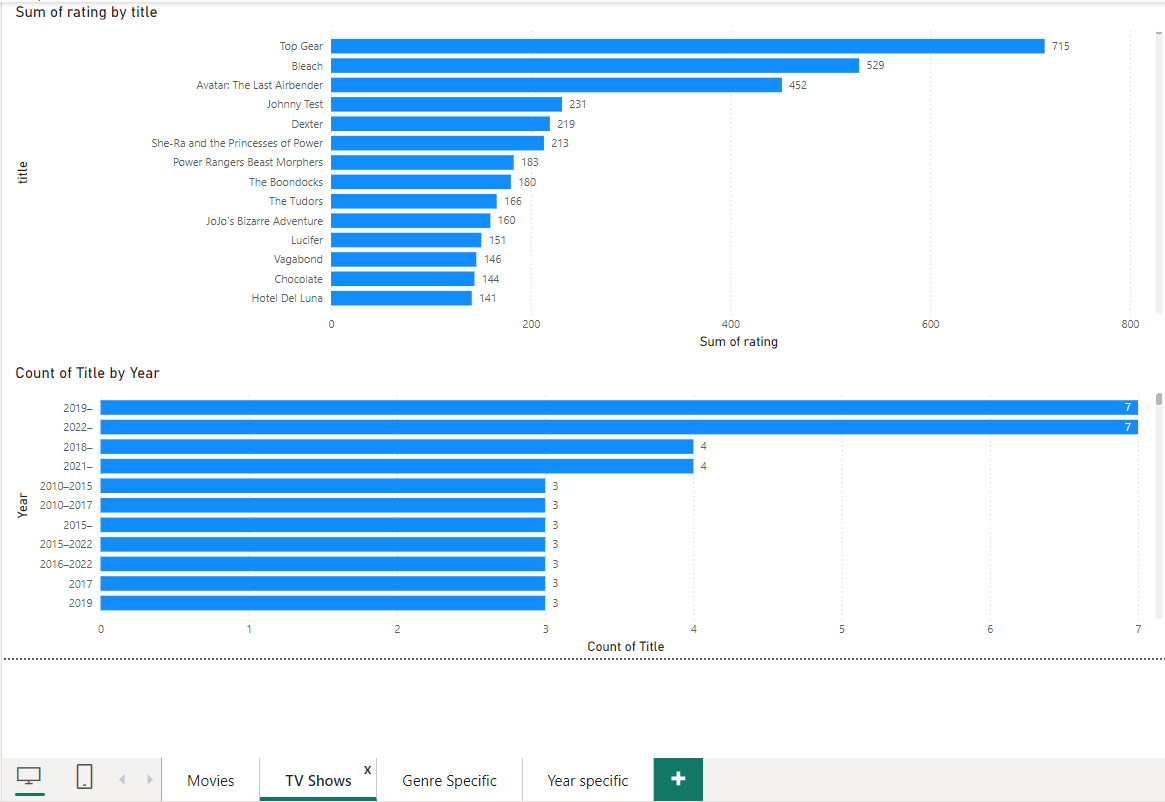 Sum of rating by title
Top Gear 715
Bleach 529
Avatar: The Last Airbender 452
Johnny Test 231
Dexter 219
She-Ra and the Princesses of Power 213
Power Rangers Beast Morphers 183
The Boondocks 180
The Tudors 166
JoJo's Bizarre Adventure 160
Lucifer 151
Vagabond 146
Chocolate 144
Hotel Del Luna 141
title
0 200 400 600 800
Sum of rating
Count of Title by Year
2019– 7
2022– 7
2018– 4
2021– 4
2010–2015 3
2010–2017 3
2015– 3
2015–2022 3
2016–2022 3
2017 3
2019 3
Year
0 1 2 3 4 5 6 7
Count of Title
Movies TV Shows x Genre Specific Year specific +